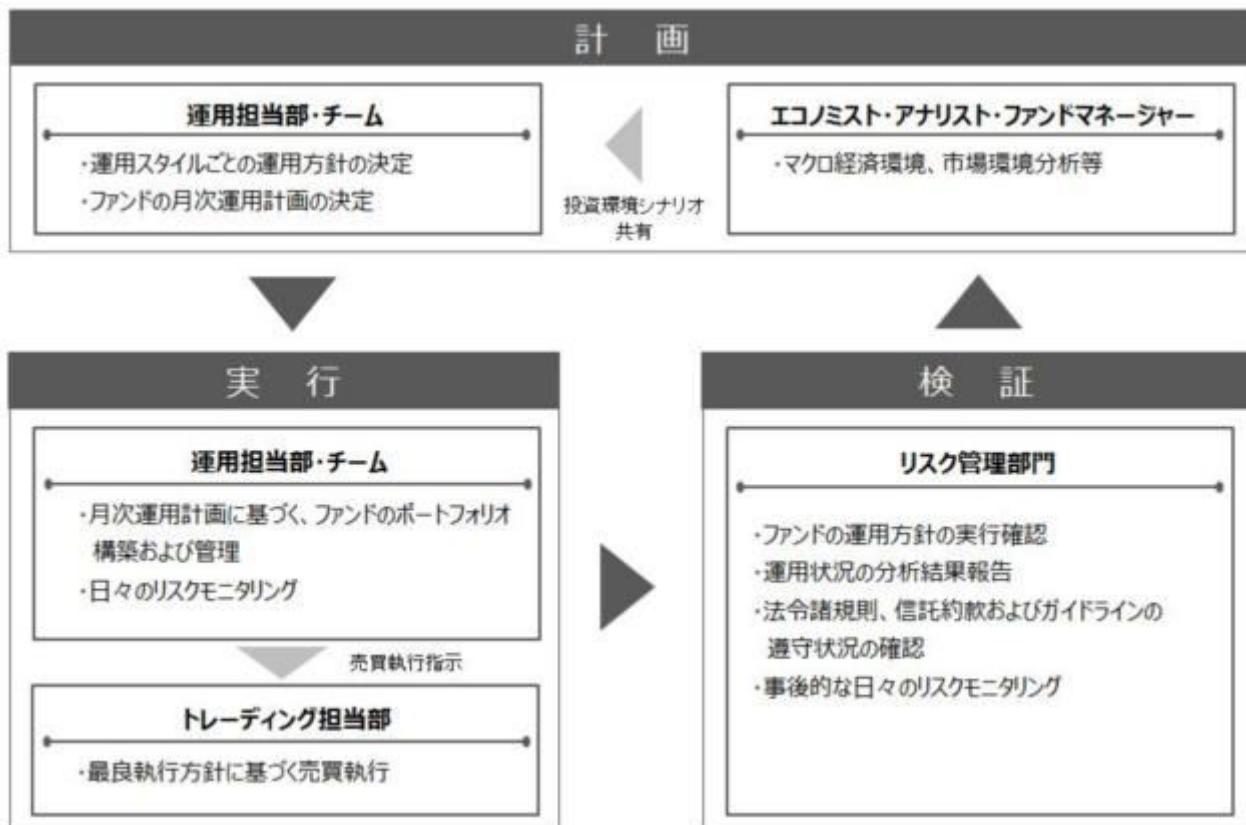 計 画
運用担当部・チーム
・運用スタイルごとの運用方針の決定
・ファンドの月次運用計画の決定
投資環境シナリオ
共有
エコノミスト・アナリスト・ファンドマネージャー
・マクロ経済環境、市場環境分析等
実 行
運用担当部・チーム
・月次運用計画に基づく、ファンドのポートフォリオ
構築および管理
・日々のリスクモニタリング
売買執行指示
トレーディング担当部
・最良執行方針に基づく売買執行
検 証
リスク管理部門
・ファンドの運用方針の実行確認
・運用状況の分析結果報告
・法令諸規則、信託約款およびガイドラインの
遵守状況の確認
・事後的な日々のリスクモニタリング